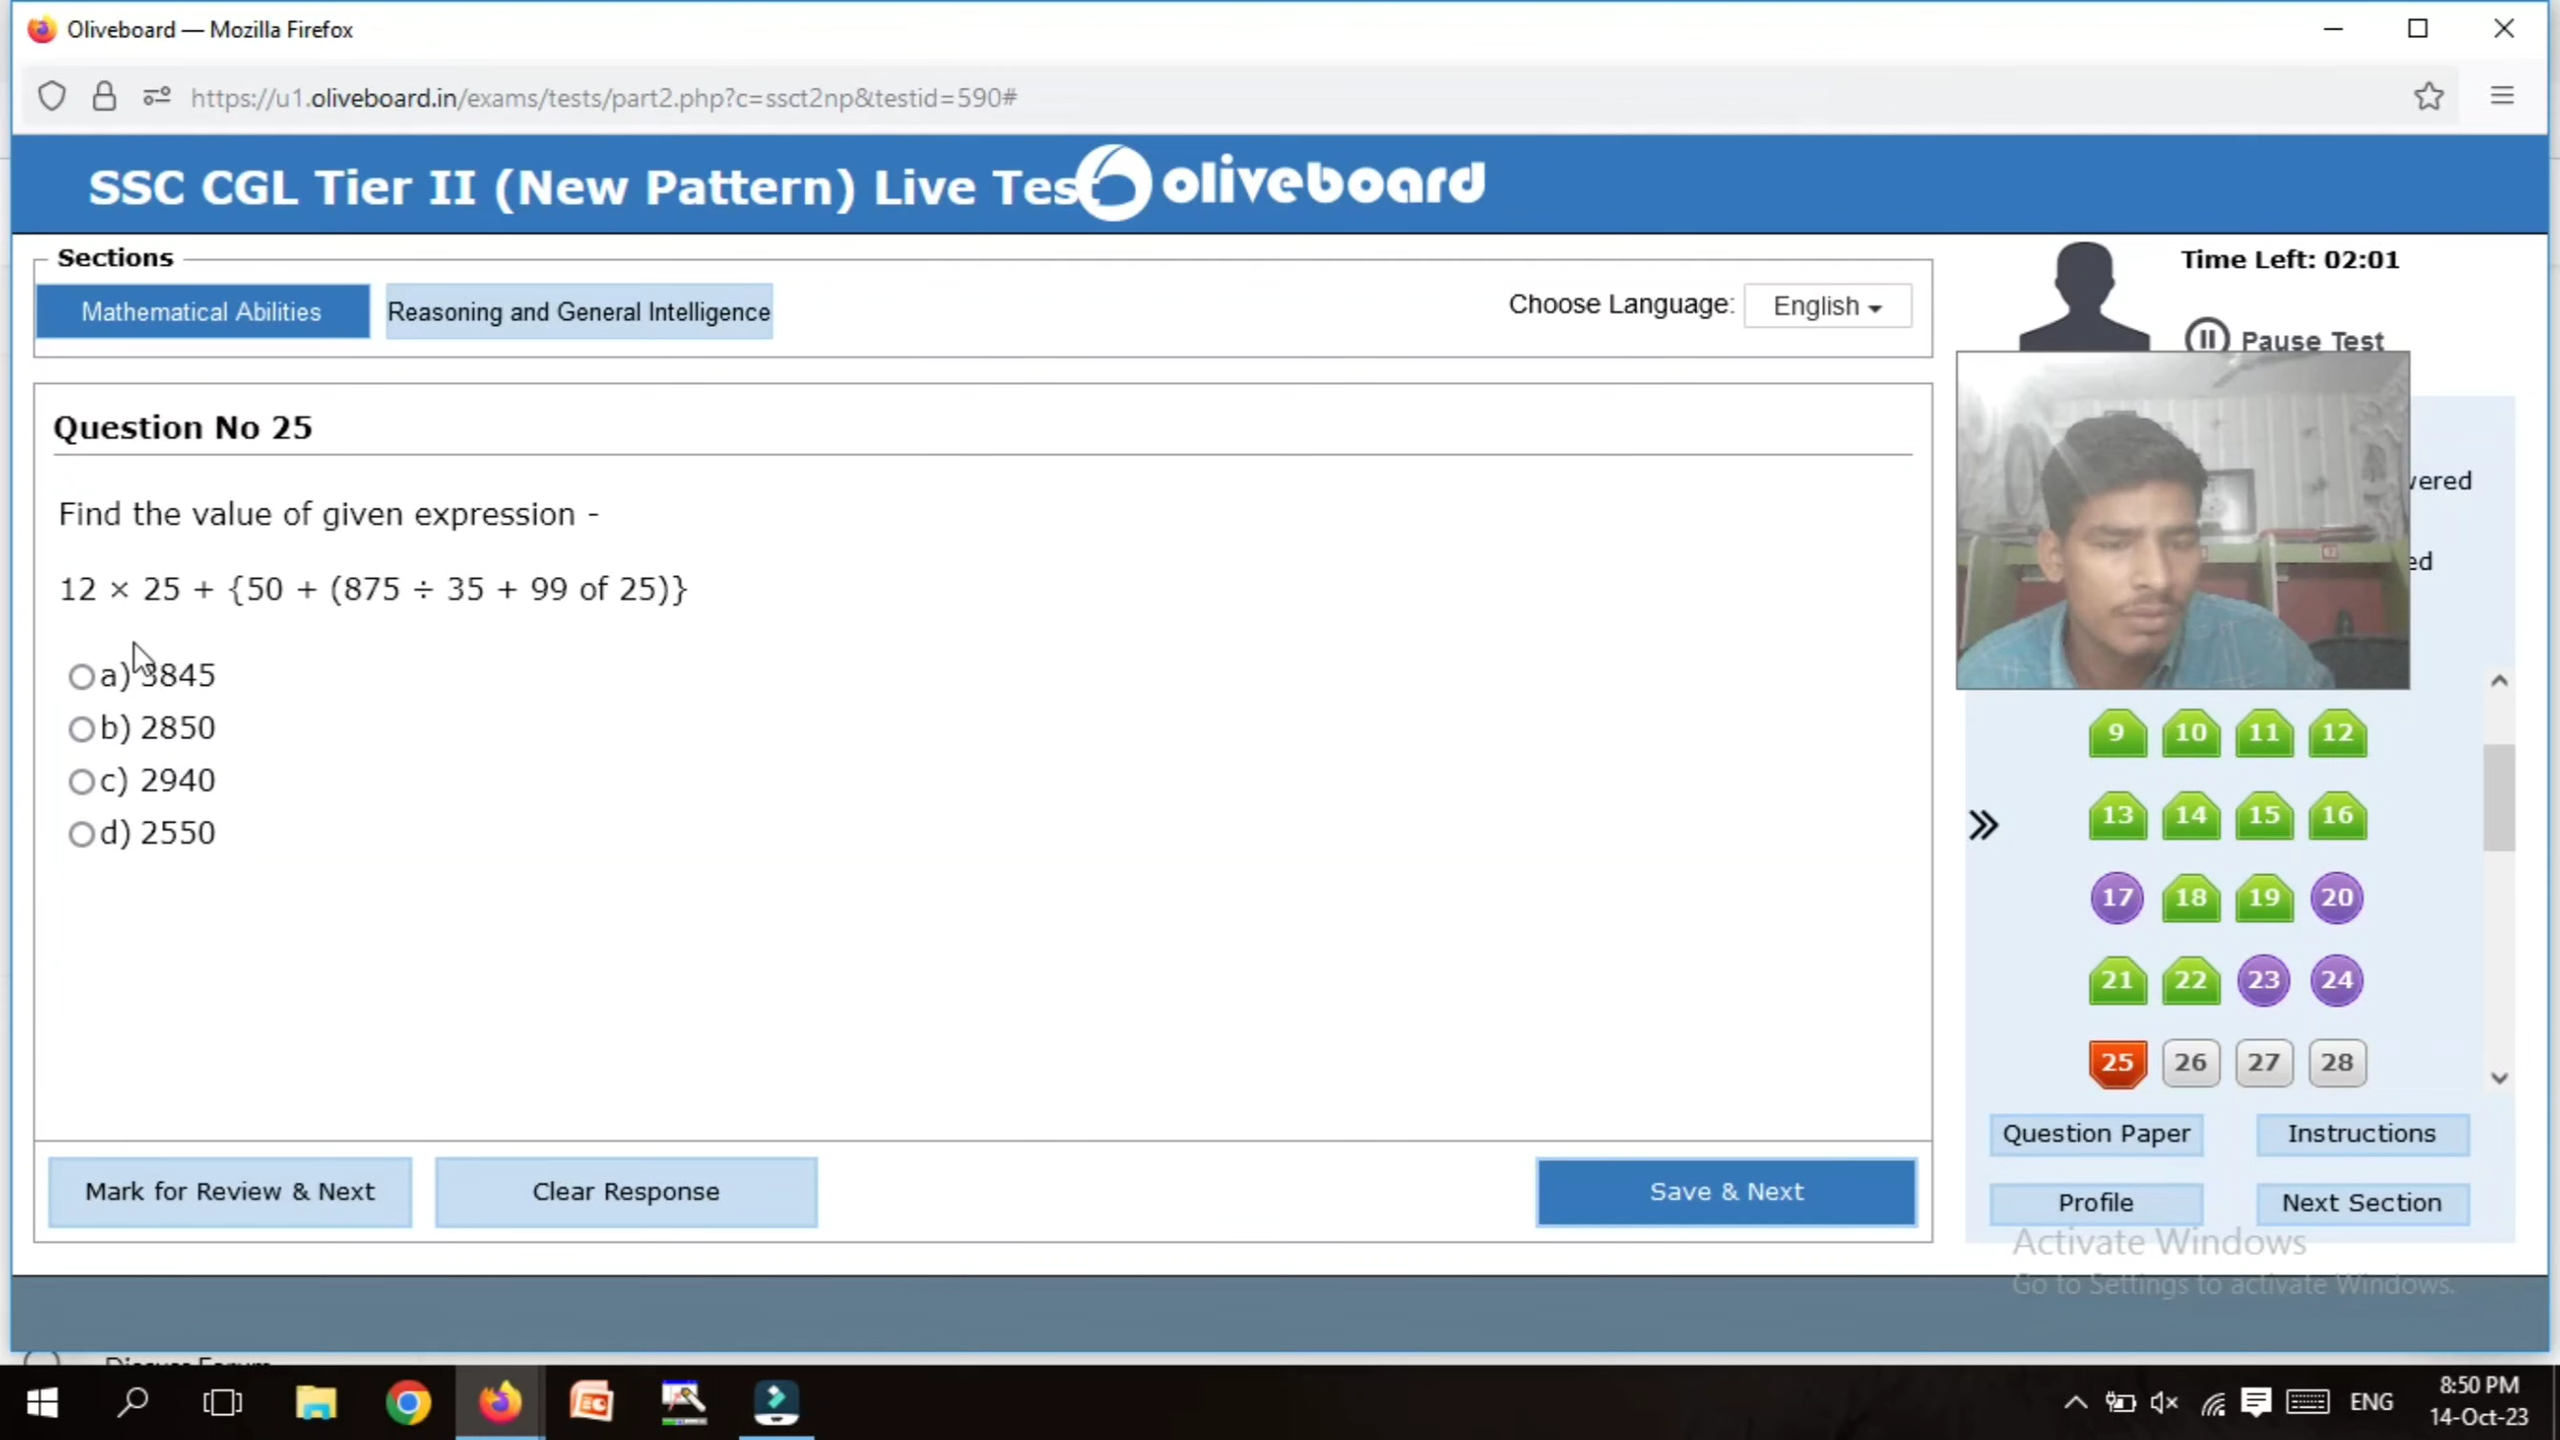 Oliveboard — Mozilla Firefox
https://u1.oliveboard.in/exams/tests/part2.php?c=ssct2np&testid=590#
SSC CGL Tier II (New Pattern) Live Tes
oliveboard
Sections
Mathematical Abilities
Reasoning and General Intelligence
Choose Language:
English
Time Left: 02:01
Pause Test
Question No 25
Find the value of given expression -
12 × 25 + {50 + (875 ÷ 35 + 99 of 25)}
a) 3845
b) 2850
c) 2940
d) 2550
wered
ed
9 10 11 12
13 14 15 16
17 18 19 20
21 22 23 24
25 26 27 28
Question Paper
Instructions
Profile
Next Section
Mark for Review & Next
Clear Response
Save & Next
Activate Windows
Go to Settings to activate Windows.
ENG
8:50 PM
14-Oct-23